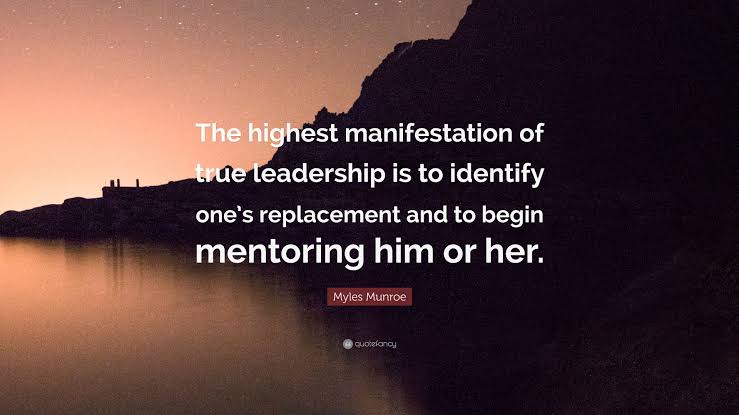 The highest manifestation of
true leadership is to identify
one's replacement and to begin
mentoring him or her.
Myles Munroe
quotefancy